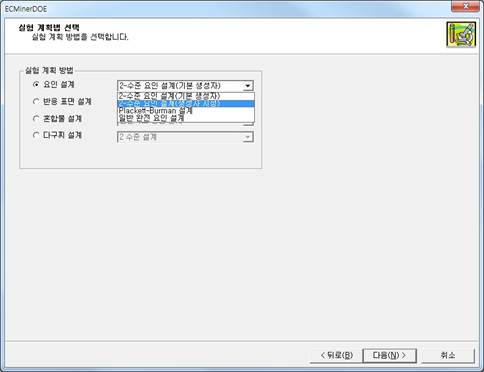 ECMinerDOE
실험 계획법 선택
실험 계획 방법을 선택합니다.
실험 계획 방법
요인 설계
2-수준 요인 설계(기본 생성자)
2-수준 요인 설계(기본 생성자)
2-수준 요인 설계(생성자 지정)
반응 표면 설계
Plackett-Burman 설계
일반 완전 요인 설계
혼합물 설계
다구찌 설계
2 수준 설계
< 뒤로(B)
다음(N) >
취소